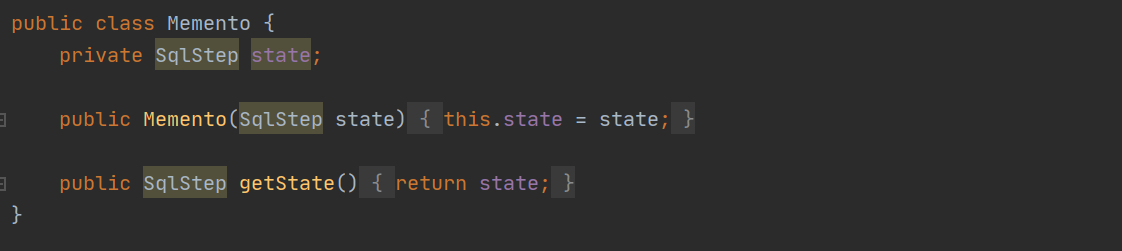 public class Memento {
private SqlStep state;
public Memento(SqlStep state) { this.state = state; }
public SqlStep getState() { return state; }
}